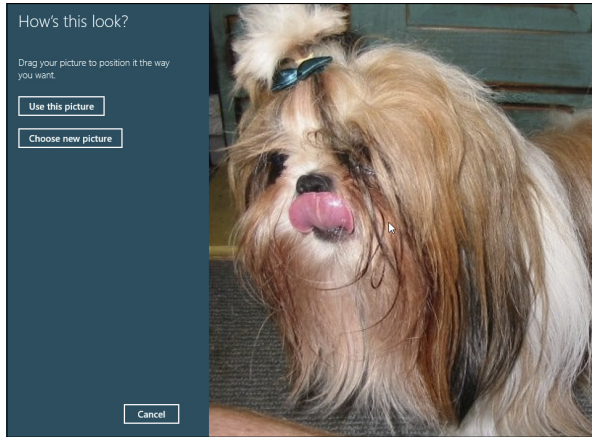 How's this look?
Drag your picture to position it the way
you want.
Use this picture
Choose new picture
Cancel